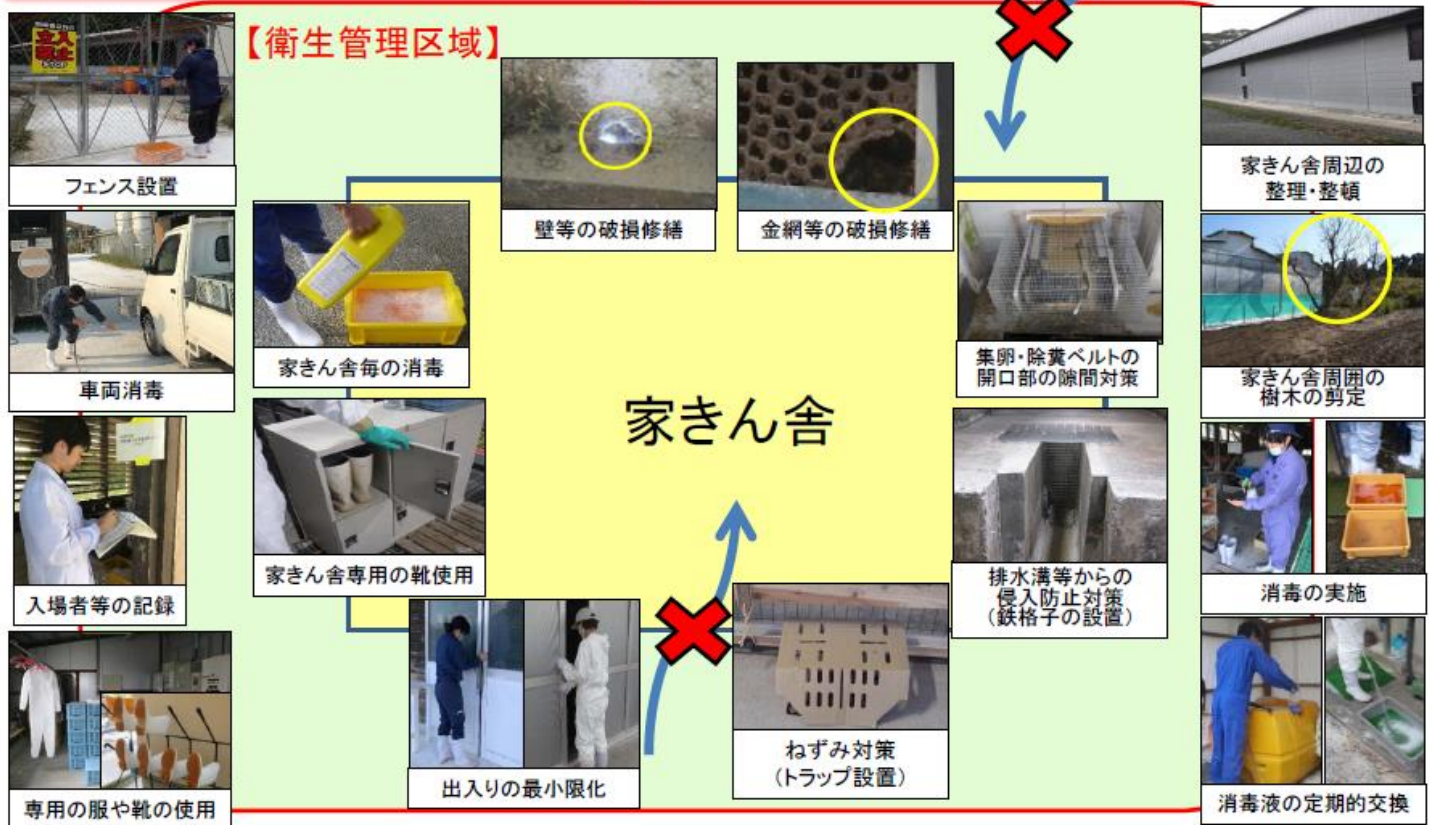 【衛生管理区域】
立入
禁止
STOP
フェンス設置
車両消毒
入場者等の記録
専用の服や靴の使用
壁等の破損修繕
金網等の破損修繕
家きん舎毎の消毒
家きん舎専用の靴使用
家きん舎
集卵・除糞ベルトの
開口部の隙間対策
排水溝等からの
侵入防止対策
(鉄格子の設置)
出入りの最小限化
ねずみ対策
(トラップ設置)
家きん舎周辺の
整理・整頓
家きん舎周囲の
樹木の剪定
消毒の実施
消毒液の定期的交換